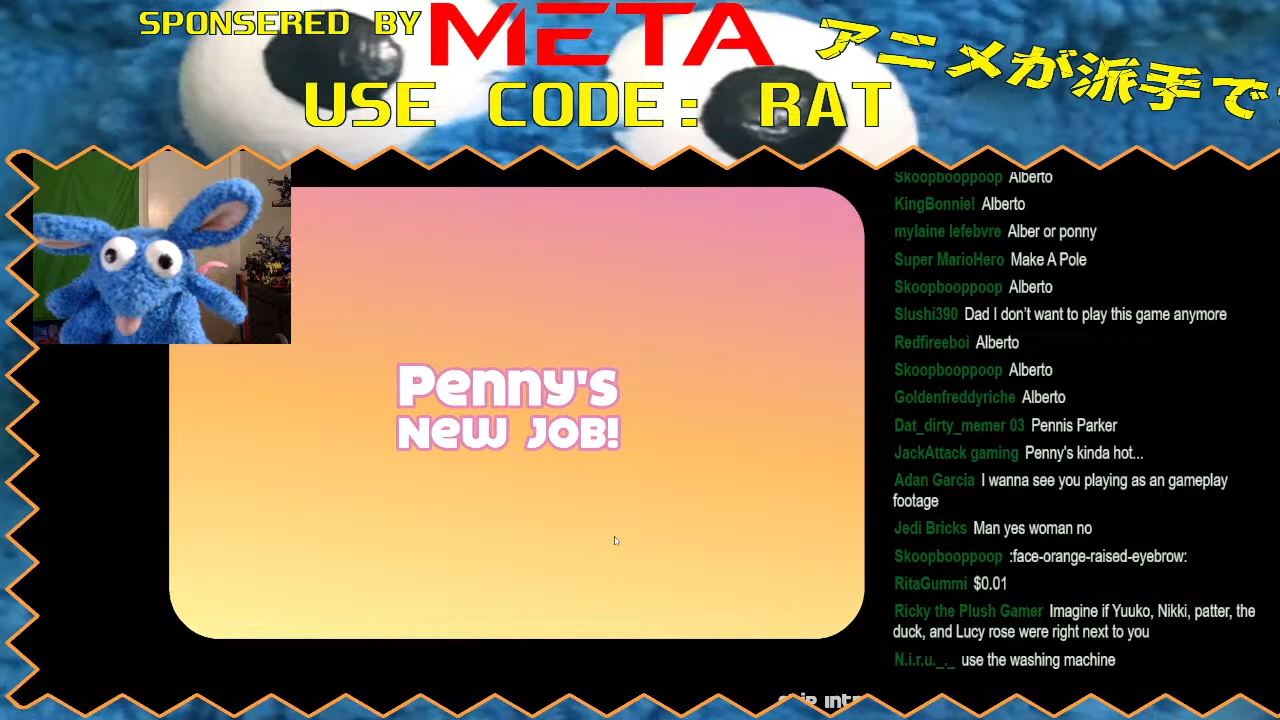 SPONSERED BY META
アニメが派手で
USE CODE: RAT
Skoopbooppoop Alberto
KingBonnie! Alberto
mylaine lefebvre Alber or ponny
Super MarioHero Make A Pole
Skoopbooppoop Alberto
Slushi390 Dad I don't want to play this game anymore
Redfireeboi Alberto
Skoopbooppoop Alberto
Goldenfreddyriche Alberto
Dat_dirty_memer 03 Pennis Parker
JackAttack gaming Penny's kinda hot...
Adan Garcia I wanna see you playing as an gameplay
footage
Jedi Bricks Man yes woman no
Skoopbooppoop :face-orange-raised-eyebrow:
RitaGummi $0.01
Ricky the Plush Gamer Imagine if Yuuko, Nikki, patter, the
duck, and Lucy rose were right next to you
N.i.r.u._._ use the washing machine
Penny's
New Job!